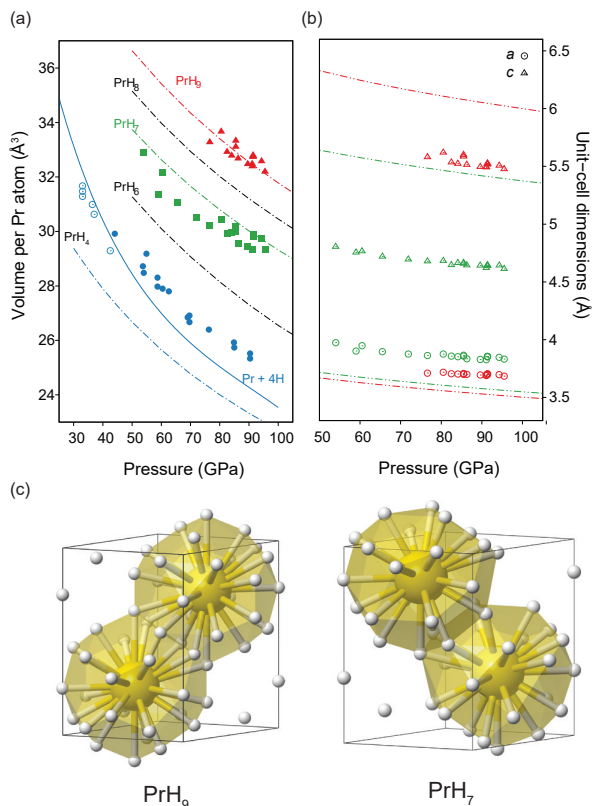 (a)
36
34
32
30
28
26
24
Volume per Pr atom (Å³)
PrH₉
PrH₈
PrH₇
PrH₆
PrH₄
Pr + 4H
30 40 50 60 70 80 90 100
Pressure (GPa)
(b)
a
c
6.5
6
5.5
5
4.5
4
3.5
Unit-cell dimensions (Å)
50 60 70 80 90 100
Pressure (GPa)
(c)
PrH₉
PrH₇